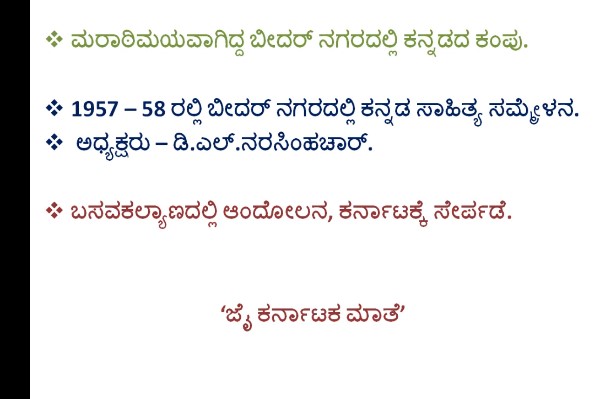 ❖ ಮರಾಠಿಮಯವಾಗಿದ್ದ ಬೀದರ್ ನಗರದಲ್ಲಿ ಕನ್ನಡದ ಕಂಪು.
❖ 1957 – 58 ರಲ್ಲಿ ಬೀದರ್ ನಗರದಲ್ಲಿ ಕನ್ನಡ ಸಾಹಿತ್ಯ ಸಮ್ಮೇಳನ.
❖ ಅಧ್ಯಕ್ಷರು – ಡಿ.ಎಲ್.ನರಸಿಂಹಚಾರ್.
❖ ಬಸವಕಲ್ಯಾಣದಲ್ಲಿ ಆಂದೋಲನ, ಕರ್ನಾಟಕ್ಕೆ ಸೇರ್ಪಡೆ.
‘ಜೈ ಕರ್ನಾಟಕ ಮಾತೆ’